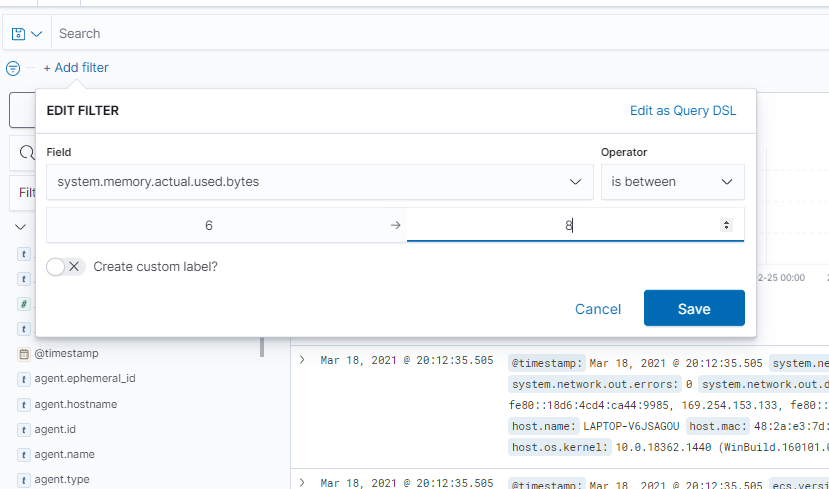 Search
+ Add filter
EDIT FILTER
Edit as Query DSL
Field
Operator
system.memory.actual.used.bytes
is between
Filt
6 → 8
Create custom label?
Cancel
Save
2-25 00:00
t
t
#
t
@timestamp
t agent.ephemeral_id
t agent.hostname
t agent.id
t agent.name
t agent.type
> Mar 18, 2021 @ 20:12:35.505
@timestamp: Mar 18, 2021 @ 20:12:35.505 system.ne
system.network.out.errors: 0 system.network.out.d
fe80::18d6:4cd4:ca44:9985, 169.254.153.133, fe80::
host.name: LAPTOP-V6JSAGOU host.mac: 48:2a:e3:7d:
host.os.kernel: 10.0.18362.1440 (WinBuild.160101.0
> Mar 18, 2021 @ 20:12:35.505
@timestamp: Mar 18, 2021 @ 20:12:35.505 ecs.versi